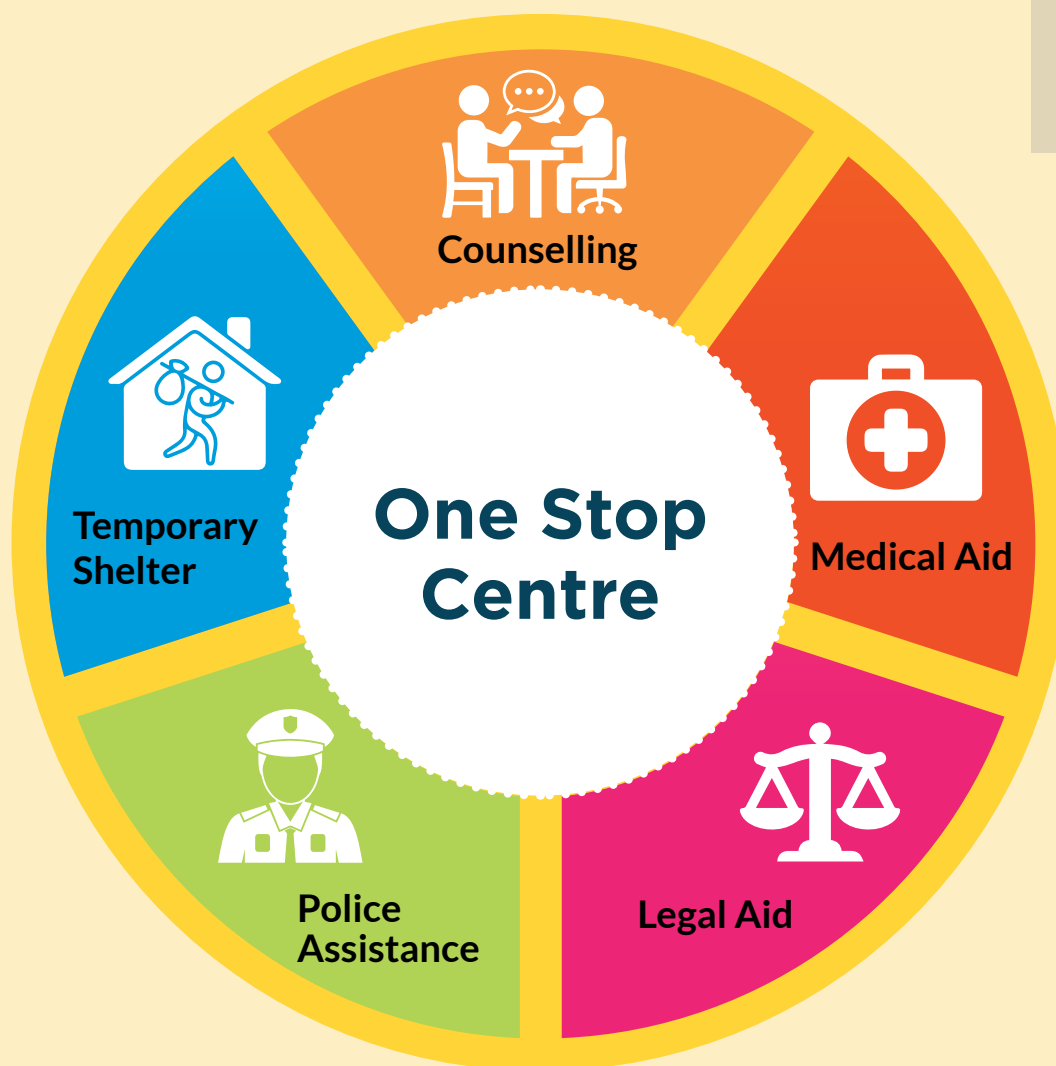 Counselling
Temporary
Shelter
One Stop
Centre
Medical Aid
Police
Assistance
Legal Aid